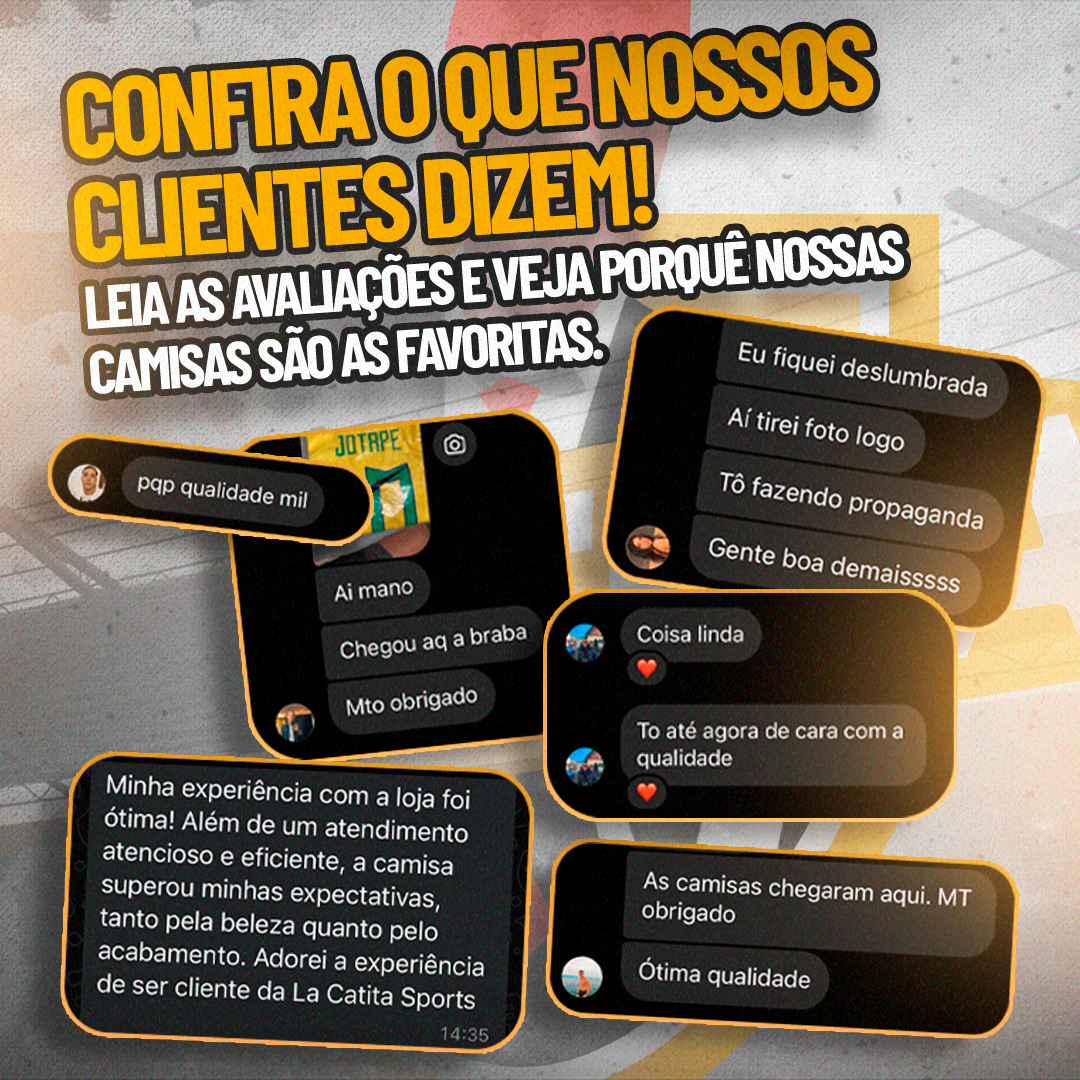 CONFIRA O QUE NOSSOS
CLIENTES DIZEM!
LEIA AS AVALIAÇÕES E VEJA PORQUÊ NOSSAS
CAMISAS SÃO AS FAVORITAS.
Eu fiquei deslumbrada
Aí tirei foto logo
Tô fazendo propaganda
Gente boa demaisssss
pqp qualidade mil
JOTAPE
Ai mano
Chegou aq a braba
Mto obrigado
Coisa linda
❤️
To até agora de cara com a
qualidade
❤️
Minha experiência com a loja foi
ótima! Além de um atendimento
atencioso e eficiente, a camisa
superou minhas expectativas,
tanto pela beleza quanto pelo
acabamento. Adorei a experiência
de ser cliente da La Catita Sports
14:35
As camisas chegaram aqui. MT
obrigado
Ótima qualidade